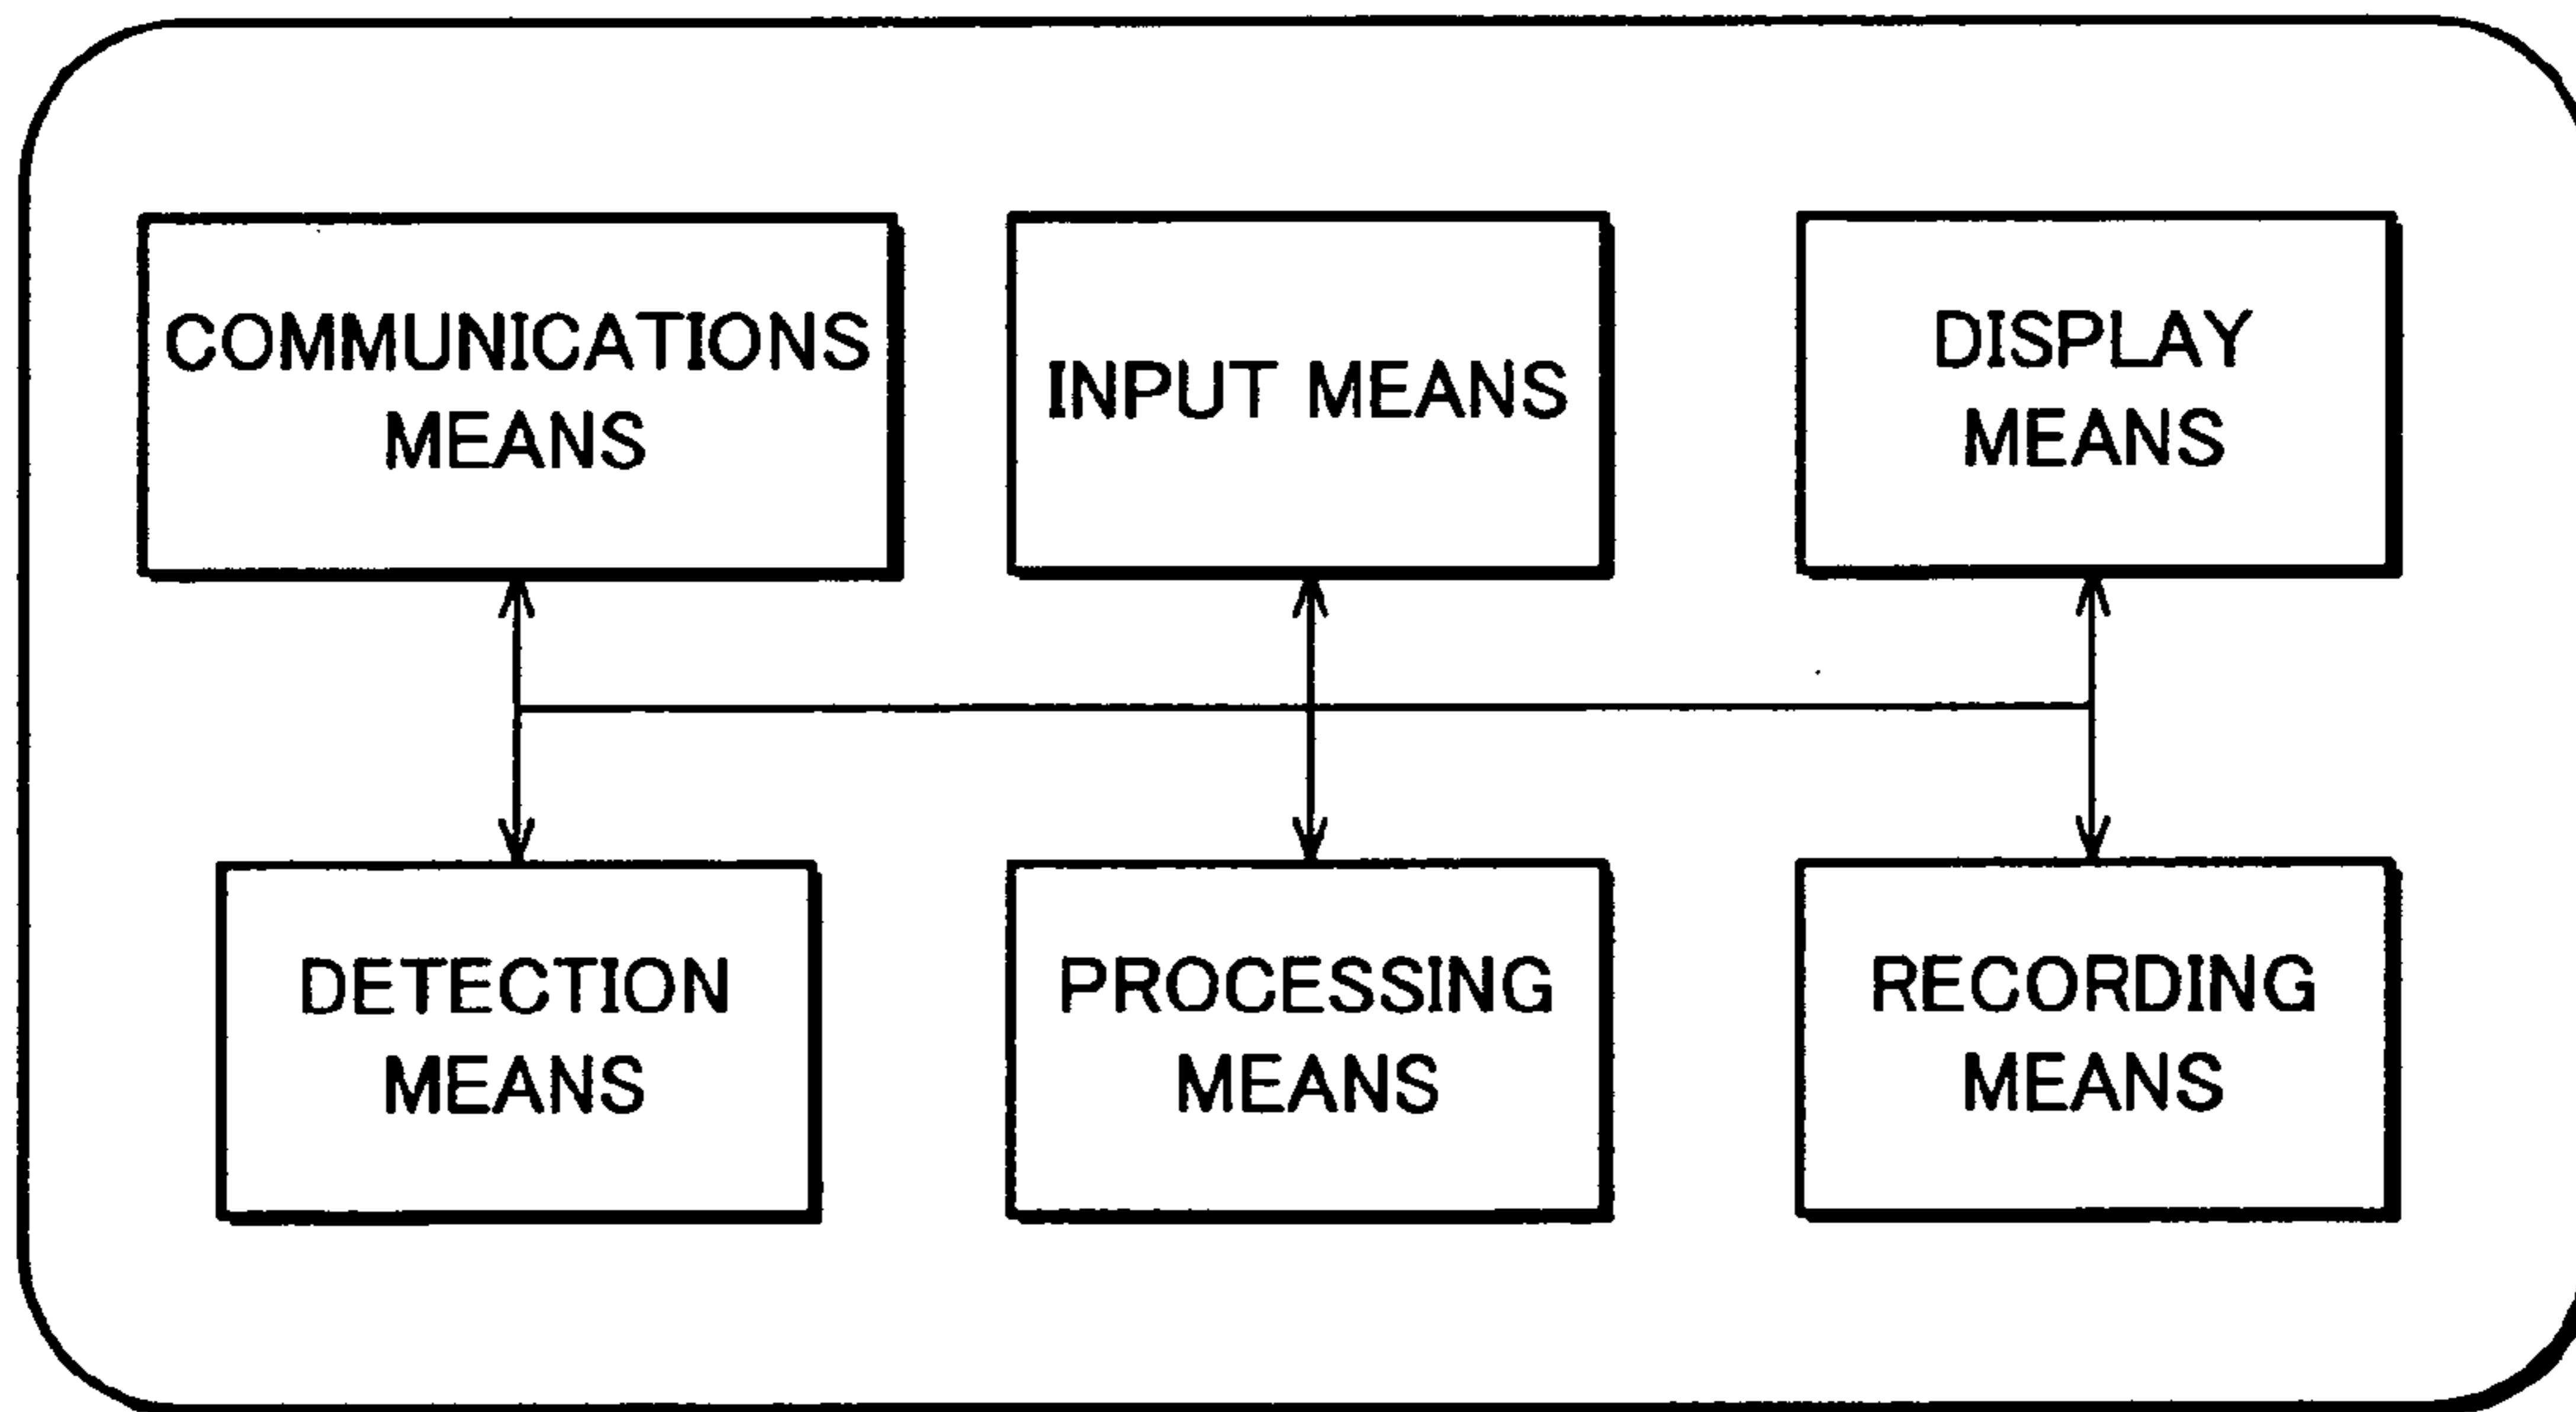 COMMUNICATIONS
MEANS
INPUT MEANS
DISPLAY
MEANS
DETECTION
MEANS
PROCESSING
MEANS
RECORDING
MEANS